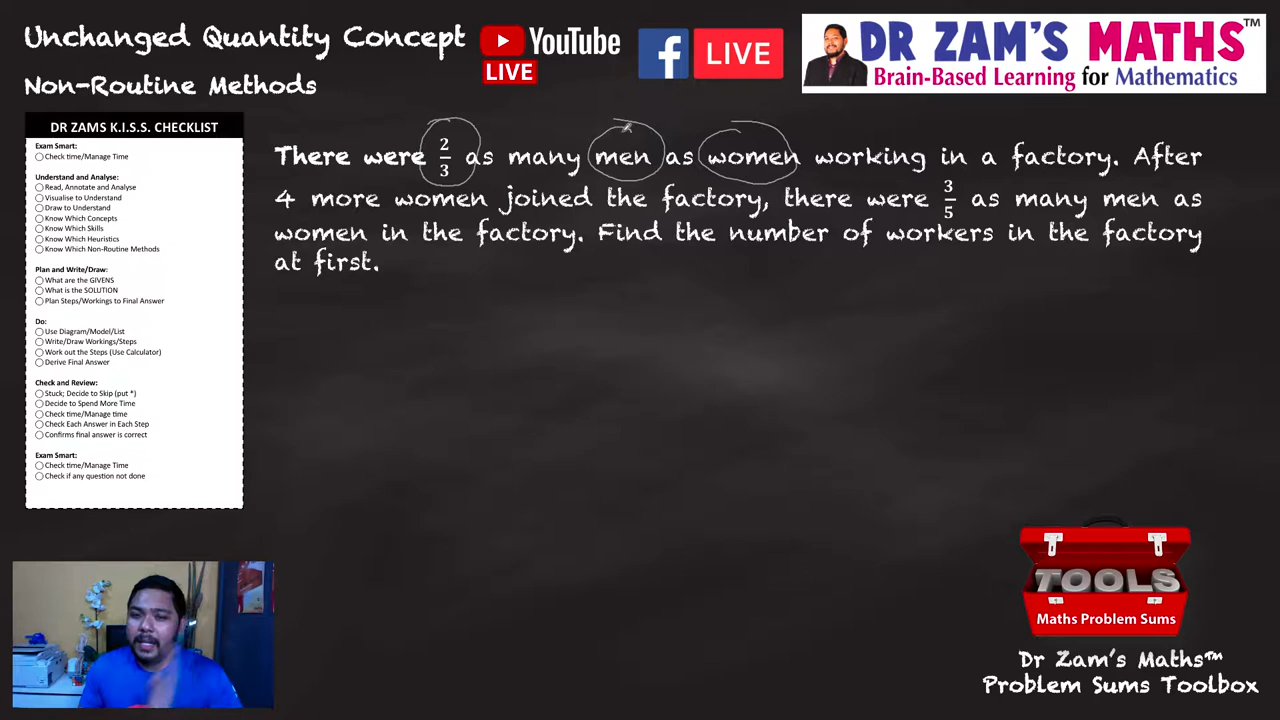 Unchanged Quantity Concept
Non-Routine Methods
YouTube
LIVE
f
LIVE
DR ZAM'S MATHS™
Brain-Based Learning for Mathematics
DR ZAMS K.I.S.S. CHECKLIST
Exam Smart:
Check time/Manage Time
Understand and Analyse:
Read, Annotate and Analyse
Visualise to Understand
Draw to Understand
Know Which Concepts
Know Which Skills
Know Which Heuristics
Know Which Non-Routine Methods
Plan and Write/Draw:
What are the GIVENS
What is the SOLUTION
Plan Steps/Workings to Final Answer
Do:
Use Diagram/Model/List
Write/Draw Workings/Steps
Work out the Steps (Use Calculator)
Derive Final Answer
Check and Review:
Stuck; Decide to Skip (put *)
Decide to Spend More Time
Check time/Manage time
Check Each Answer in Each Step
Confirms final answer is correct
Exam Smart:
Check time/Manage Time
Check if any question not done
There were 2/3 as many men as women working in a factory. After
4 more women joined the factory, there were 3/5 as many men as
women in the factory. Find the number of workers in the factory
at first.
TOOLS
Maths Problem Sums
Dr Zam's Maths™
Problem Sums Toolbox